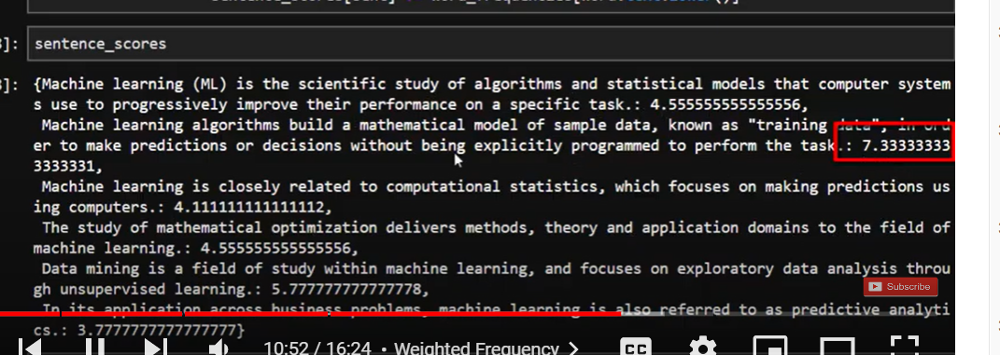 ]: sentence_scores
]: {Machine learning (ML) is the scientific study of algorithms and statistical models that computer system
s use to progressively improve their performance on a specific task.: 4.555555555555556,
Machine learning algorithms build a mathematical model of sample data, known as "training data", in ord
er to make predictions or decisions without being explicitly programmed to perform the task.: 7.33333333
3333331,
Machine learning is closely related to computational statistics, which focuses on making predictions us
ing computers.: 4.111111111111112,
The study of mathematical optimization delivers methods, theory and application domains to the field of
machine learning.: 4.555555555555556,
Data mining is a field of study within machine learning, and focuses on exploratory data analysis throu
gh unsupervised learning.: 5.777777777777778,
Subscribe
In its application across business problems, machine learning is also referred to as predictive analyti
cs.: 3.7777777777777777}
10:52 / 16:24 • Weighted Frequency >
CC